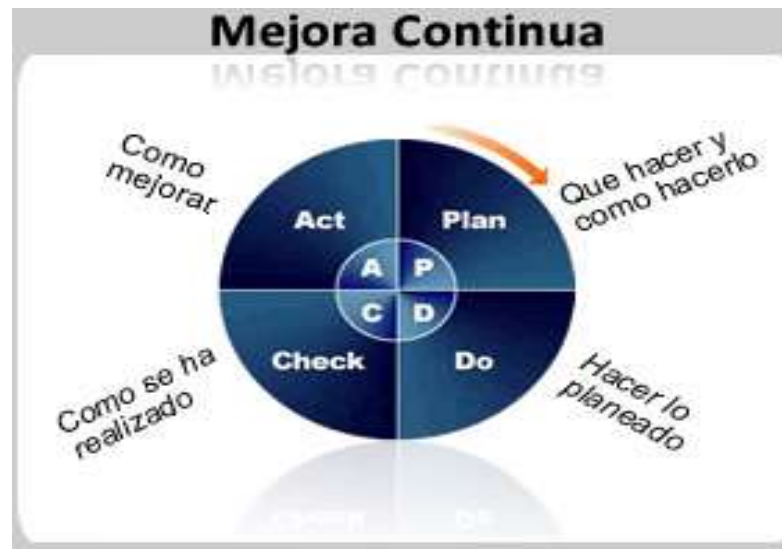 Mejora Continua
Como
mejorar
Que hacer y
como hacerlo
Act
Plan
A
P
C
D
Check
Do
Como se ha
realizado
Hacer lo
planeado